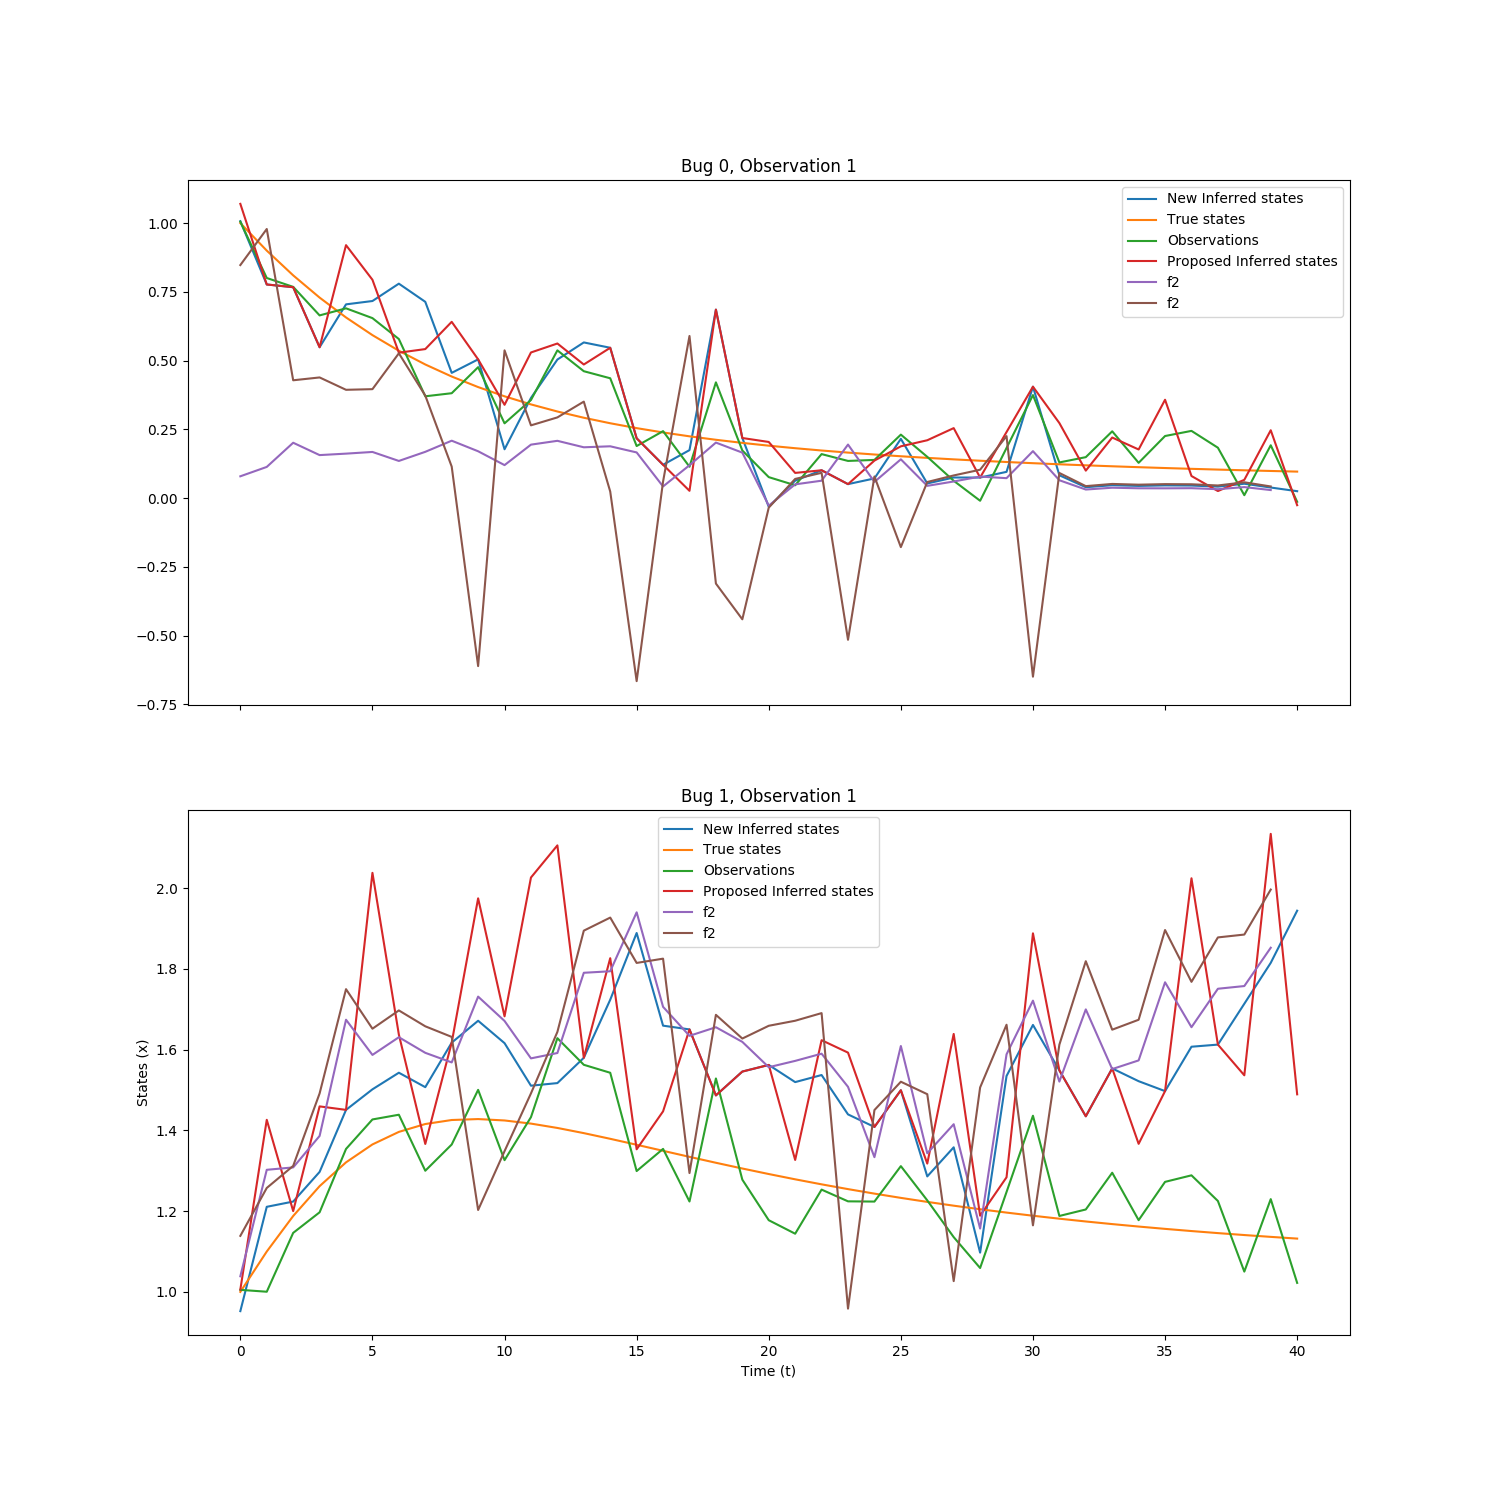 Bug 0, Observation 1
New Inferred states
True states
Observations
Proposed Inferred states
f2
f2
1.00
0.75
0.50
0.25
0.00
−0.25
−0.50
−0.75
Bug 1, Observation 1
New Inferred states
True states
Observations
Proposed Inferred states
f2
f2
States (x)
2.0
1.8
1.6
1.4
1.2
1.0
0 5 10 15 20 25 30 35 40
Time (t)